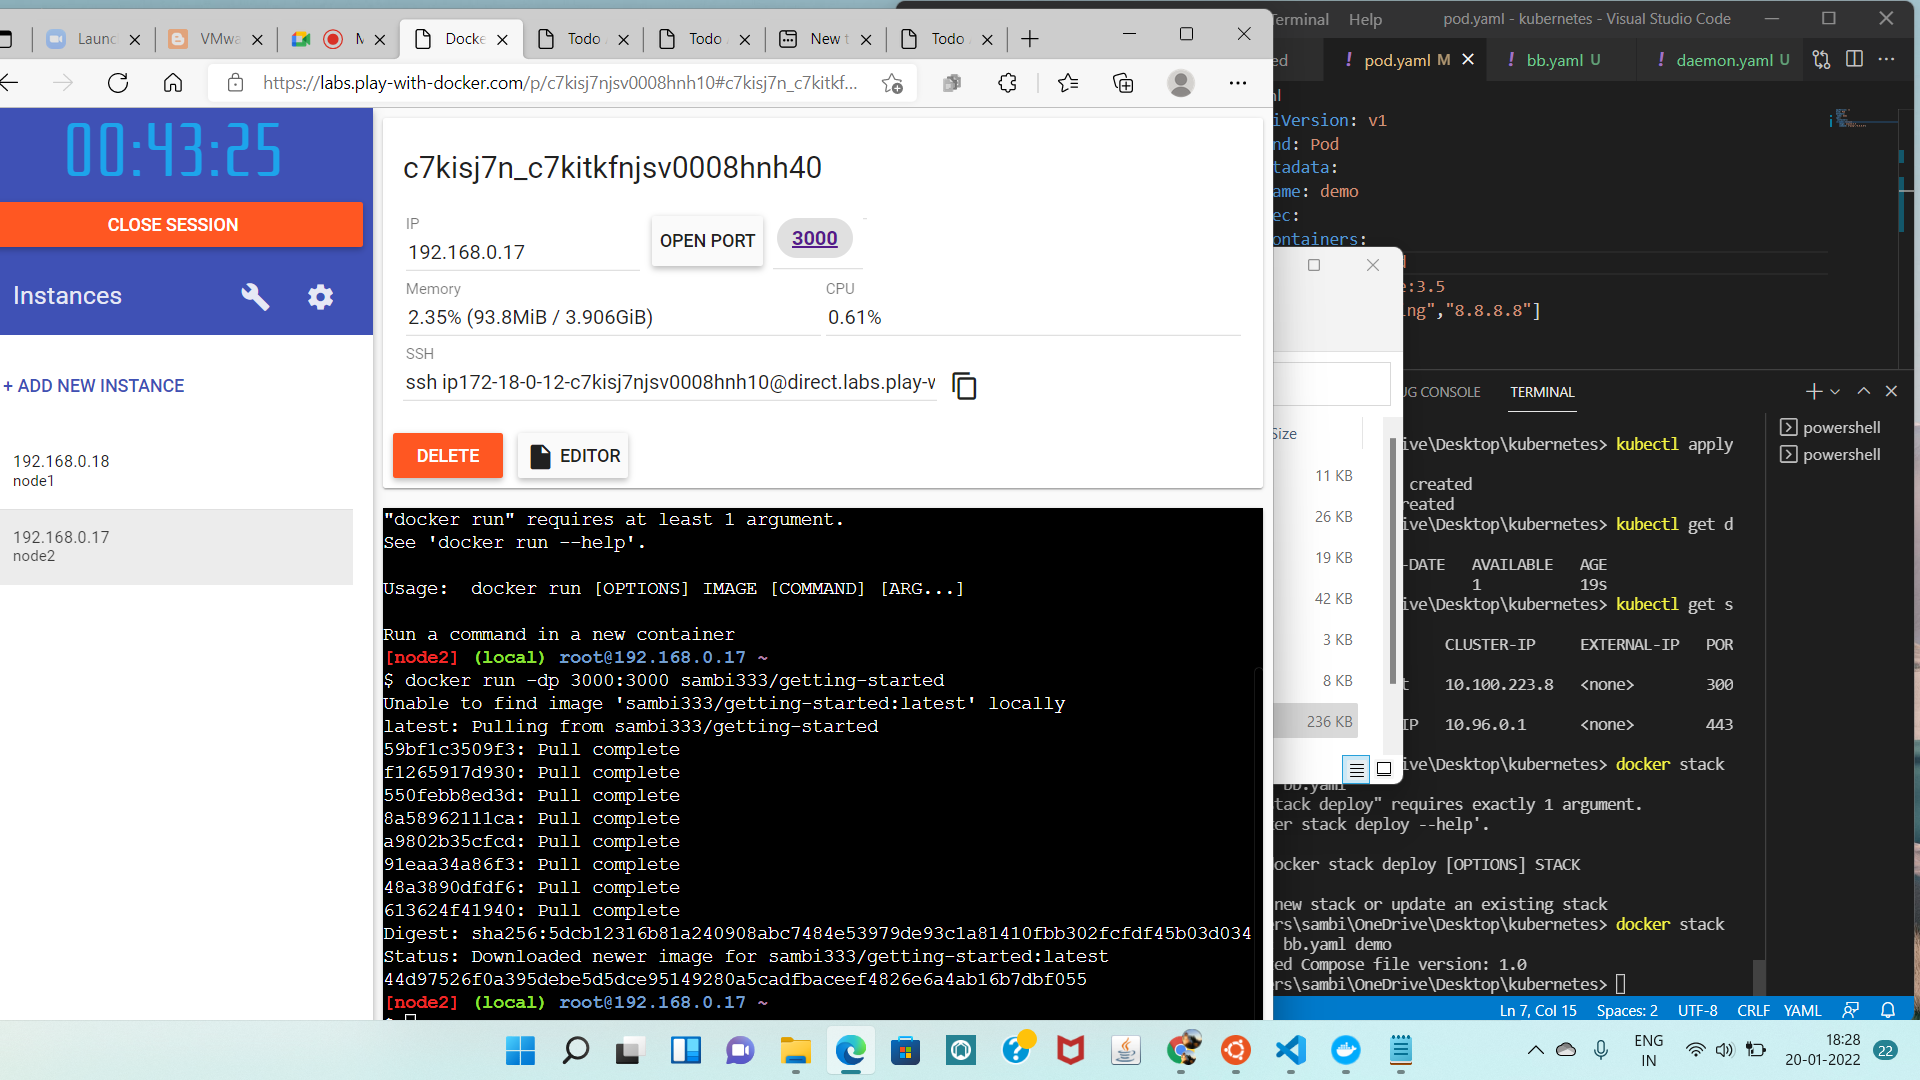 Launc
VMwa
M
Docke
Todo
Todo
New t
Todo
https://labs.play-with-docker.com/p/c7kisj7njsv0008hnh10#c7kisj7n_c7kitkf...
00:43:25
CLOSE SESSION
Instances
+ ADD NEW INSTANCE
192.168.0.18
node1
192.168.0.17
node2
c7kisj7n_c7kitkfnjsv0008hnh40
IP
192.168.0.17
OPEN PORT
3000
Memory
2.35% (93.8MiB / 3.906GiB)
CPU
0.61%
SSH
ssh ip172-18-0-12-c7kisj7njsv0008hnh10@direct.labs.play-w
DELETE
EDITOR
"docker run" requires at least 1 argument.
See 'docker run --help'.
Usage:  docker run [OPTIONS] IMAGE [COMMAND] [ARG...]
Run a command in a new container
[node2] (local) root@192.168.0.17 ~
$ docker run -dp 3000:3000 sambi333/getting-started
Unable to find image 'sambi333/getting-started:latest' locally
latest: Pulling from sambi333/getting-started
59bf1c3509f3: Pull complete
f1265917d930: Pull complete
550febb8ed3d: Pull complete
8a58962111ca: Pull complete
a9802b35cfcd: Pull complete
91eaa34a86f3: Pull complete
48a3890dfdf6: Pull complete
613624f41940: Pull complete
Digest: sha256:5dcb12316b81a240908abc7484e53979de93c1a81410fbb302fcfdf45b03d034
Status: Downloaded newer image for sambi333/getting-started:latest
44d97526f0a395debe5d5dce95149280a5cadfbaceef4826e6a4ab16b7dbf055
[node2] (local) root@192.168.0.17 ~
Terminal Help pod.yaml - kubernetes - Visual Studio Code
ed ! pod.yaml M ! bb.yaml U ! daemon.yaml U
ml
iVersion: v1
nd: Pod
tadata:
ame: demo
ec:
ontainers:
e:3.5
ng","8.8.8.8"]
Size
11 KB
26 KB
19 KB
42 KB
3 KB
8 KB
236 KB
UG CONSOLE TERMINAL
powershell
powershell
ive\Desktop\kubernetes> kubectl apply
created
reated
ive\Desktop\kubernetes> kubectl get d
-DATE AVAILABLE AGE
1 19s
ive\Desktop\kubernetes> kubectl get s
CLUSTER-IP EXTERNAL-IP POR
t 10.100.223.8 <none> 300
IP 10.96.0.1 <none> 443
ive\Desktop\kubernetes> docker stack
bb.yaml
tack deploy" requires exactly 1 argument.
er stack deploy --help'.
ocker stack deploy [OPTIONS] STACK
new stack or update an existing stack
ers\sambi\OneDrive\Desktop\kubernetes> docker stack
bb.yaml demo
ted Compose file version: 1.0
ers\sambi\OneDrive\Desktop\kubernetes>
Ln 7, Col 15 Spaces: 2 UTF-8 CRLF YAML
ENG
IN
18:28
20-01-2022
22